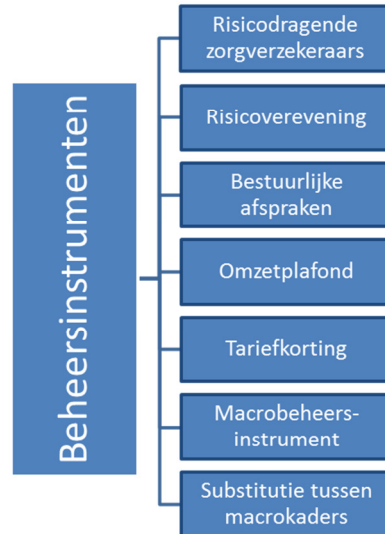 Beheersinstrumenten
Risicodragende
zorgverzekeraars
Risicoverevening
Bestuurlijke
afspraken
Omzetplafond
Tariefkorting
Macrobeheers-
instrument
Substitutie tussen
macrokaders